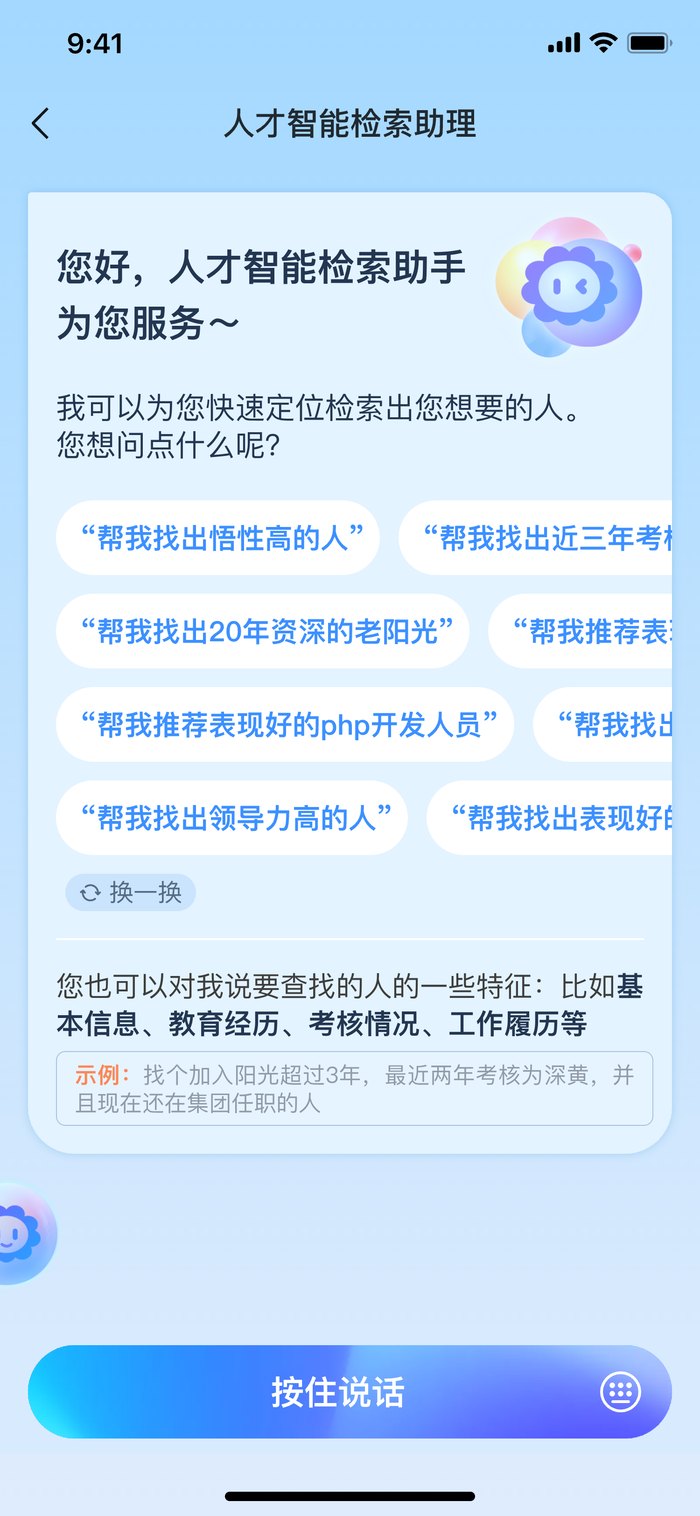 9:41
人才智能检索助理
您好，人才智能检索助手
为您服务～
我可以为您快速定位检索出您想要的人。
您想问点什么呢？
“帮我找出悟性高的人” “帮我找出近三年考
“帮我找出20年资深的老阳光” “帮我推荐表
“帮我推荐表现好的php开发人员” “帮我找出
“帮我找出领导力高的人” “帮我找出表现好的
换一换
您也可以对我说要查找的人的一些特征：比如基
本信息、教育经历、考核情况、工作履历等
示例：找个加入阳光超过3年，最近两年考核为深黄，并
且现在还在集团任职的人
按住说话